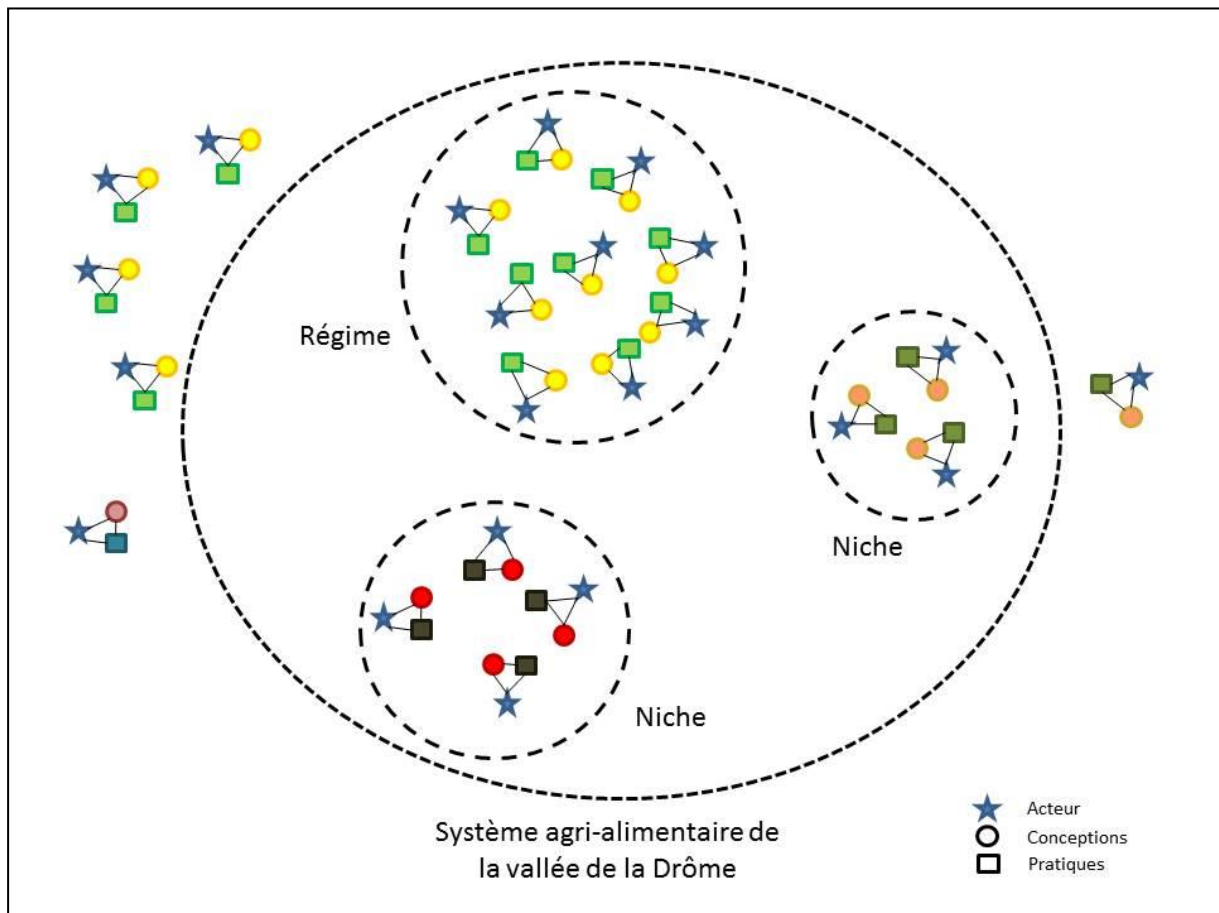 Régime
Niche
Niche
Système agri-alimentaire de
la vallée de la Drôme
Acteur
Conceptions
Pratiques